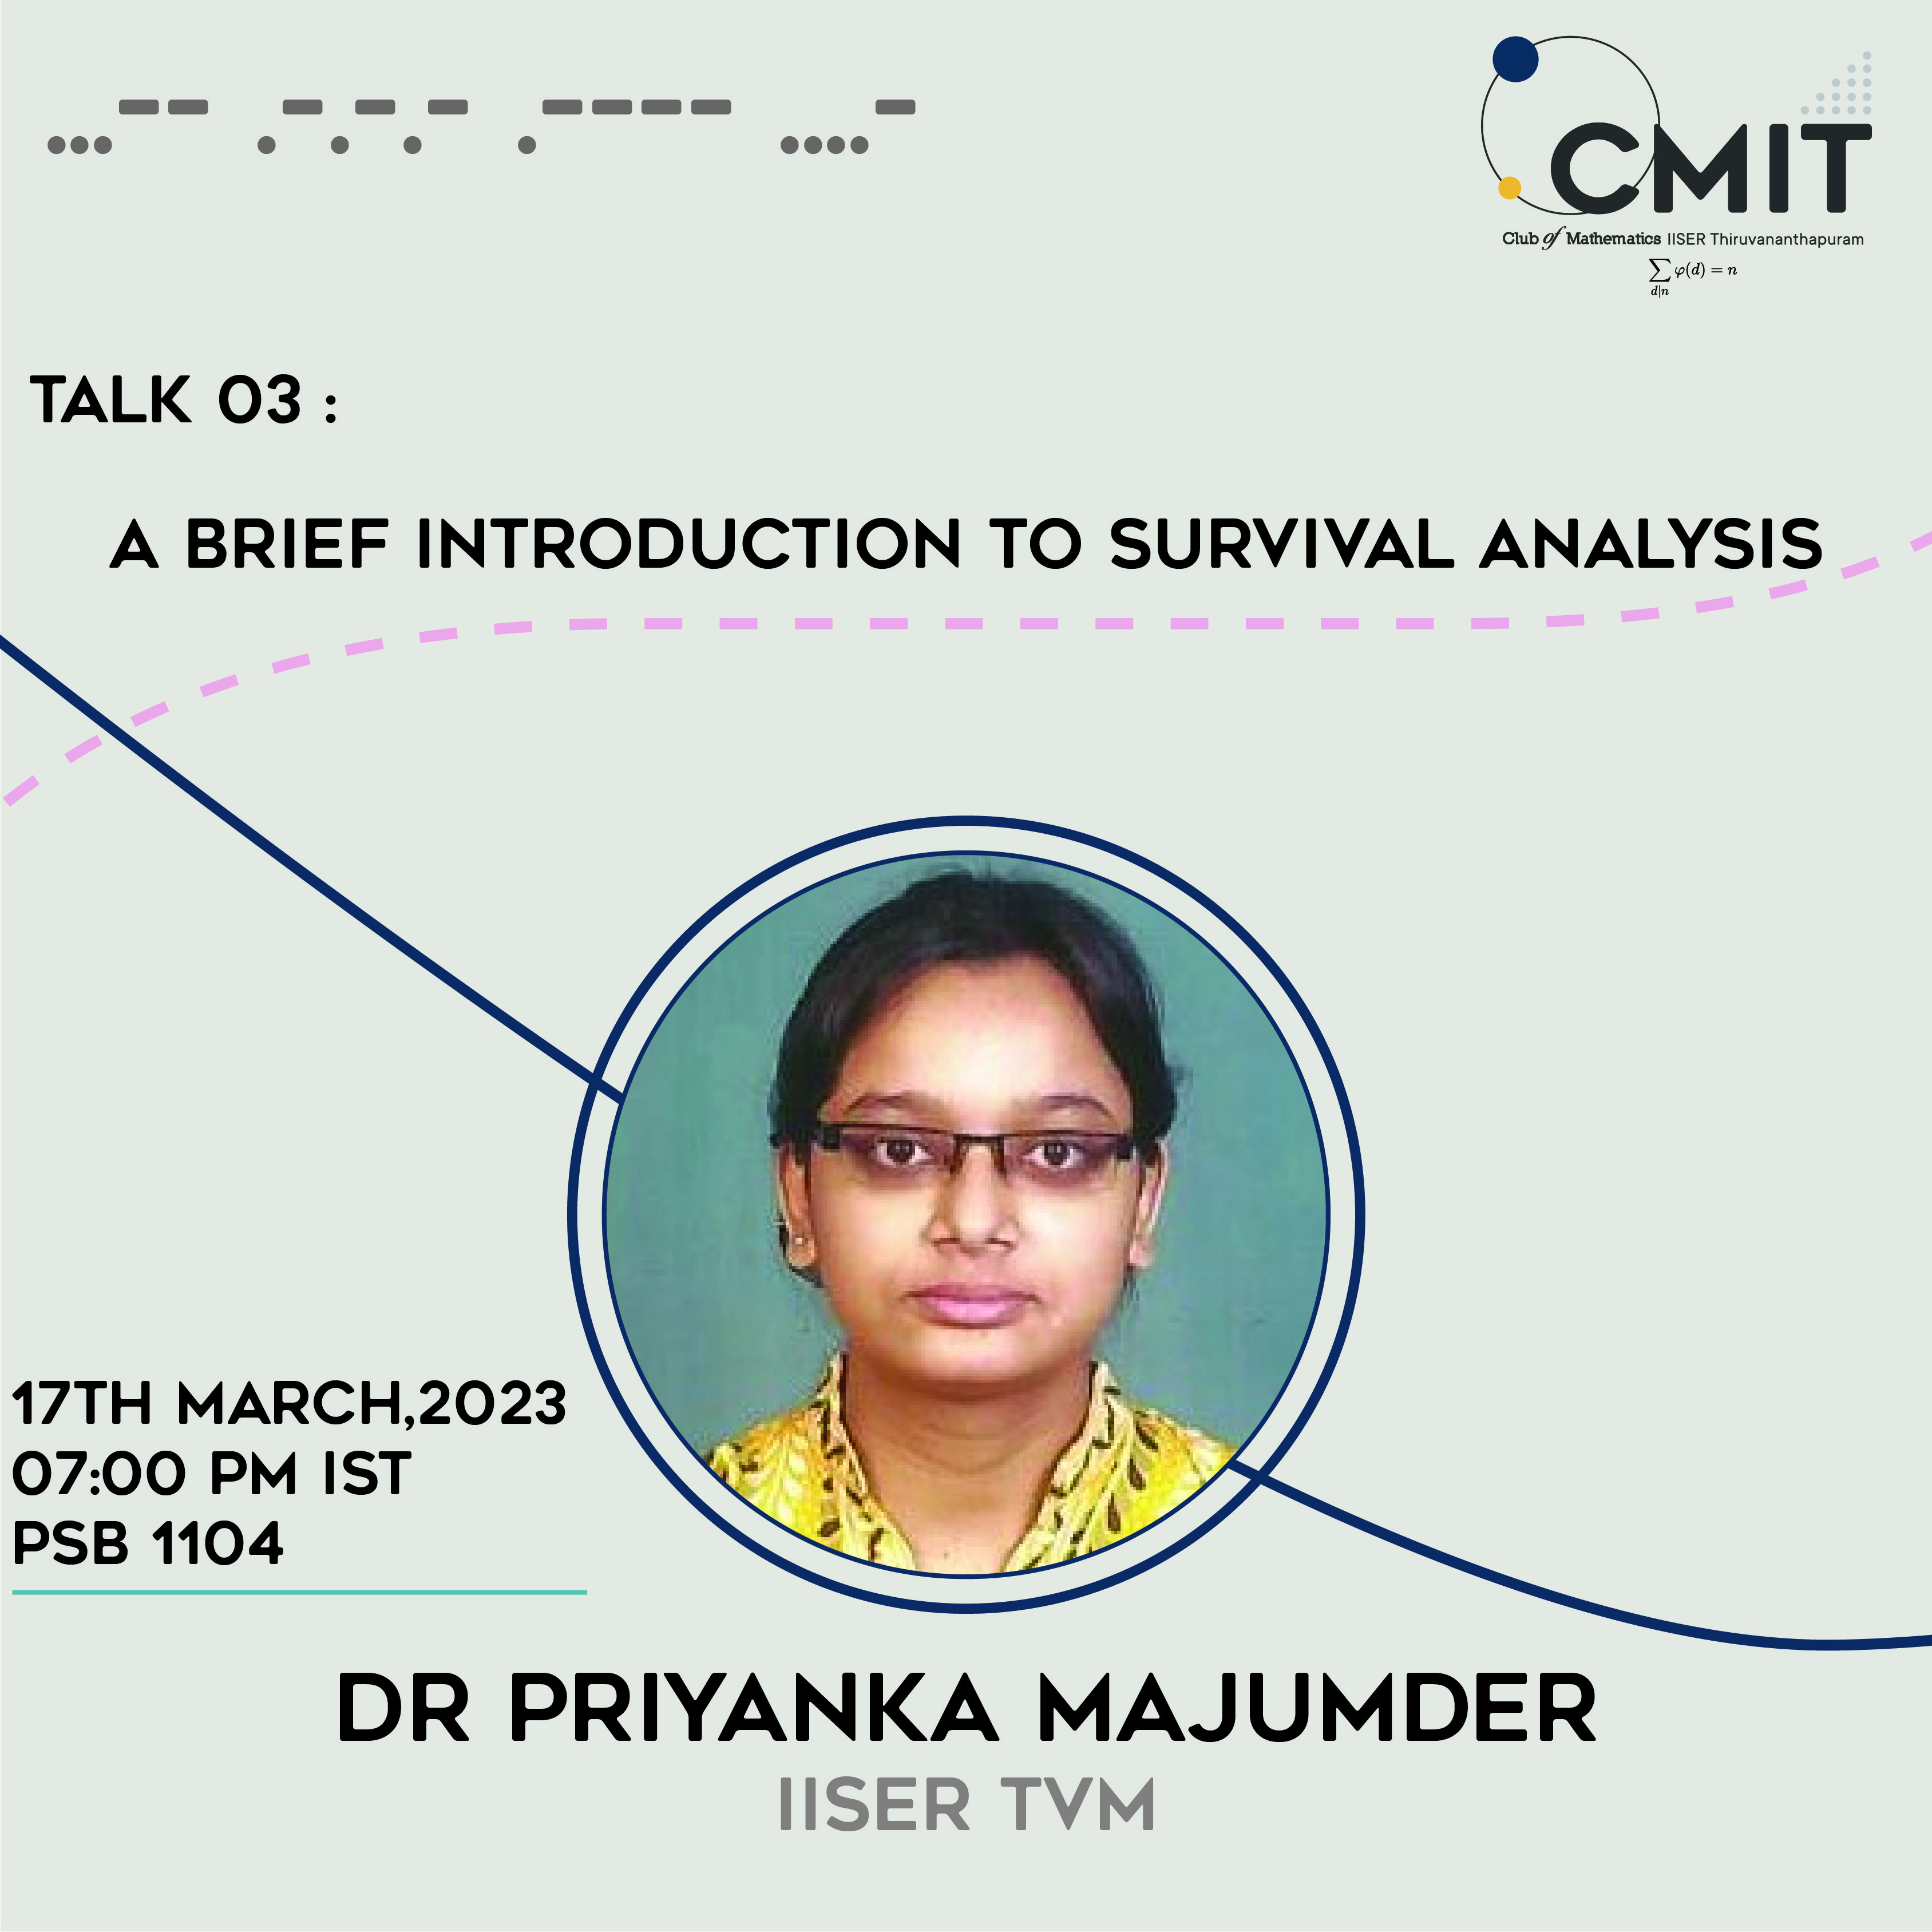 CMIT
Club of Mathematics IISER Thiruvananthapuram
∑ φ(d) = n
d|n
TALK 03 :
A BRIEF INTRODUCTION TO SURVIVAL ANALYSIS
17TH MARCH,2023
07:00 PM IST
PSB 1104
DR PRIYANKA MAJUMDER
IISER TVM